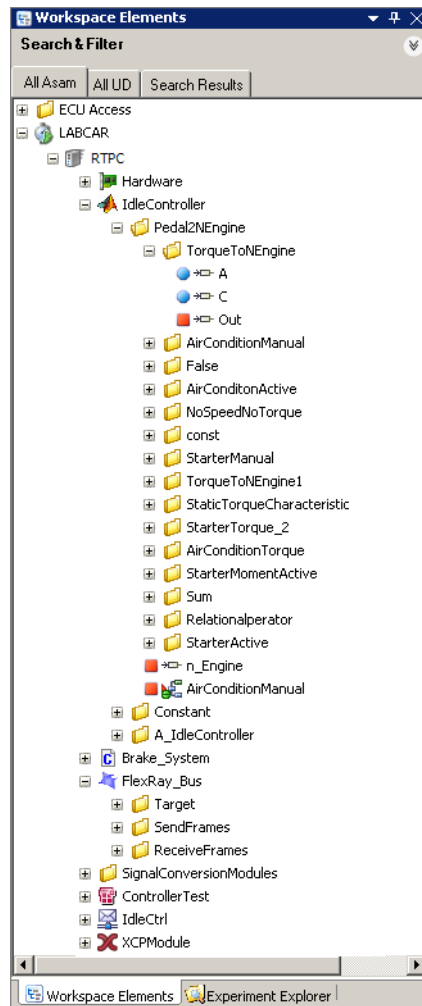 Workspace Elements
Search & Filter
All Asam All UD Search Results
ECU Access
LABCAR
RTPC
Hardware
IdleController
Pedal2NEngine
TorqueToNEngine
A
C
Out
AirConditionManual
False
AirConditonActive
NoSpeedNoTorque
const
StarterManual
TorqueToNEngine1
StaticTorqueCharacteristic
StarterTorque_2
AirConditionTorque
StarterMomentActive
Sum
Relationalperator
StarterActive
n_Engine
AirConditionManual
Constant
A_IdleController
Brake_System
FlexRay_Bus
Target
SendFrames
ReceiveFrames
SignalConversionModules
ControllerTest
IdleCtrl
XCPModule
Workspace Elements Experiment Explorer